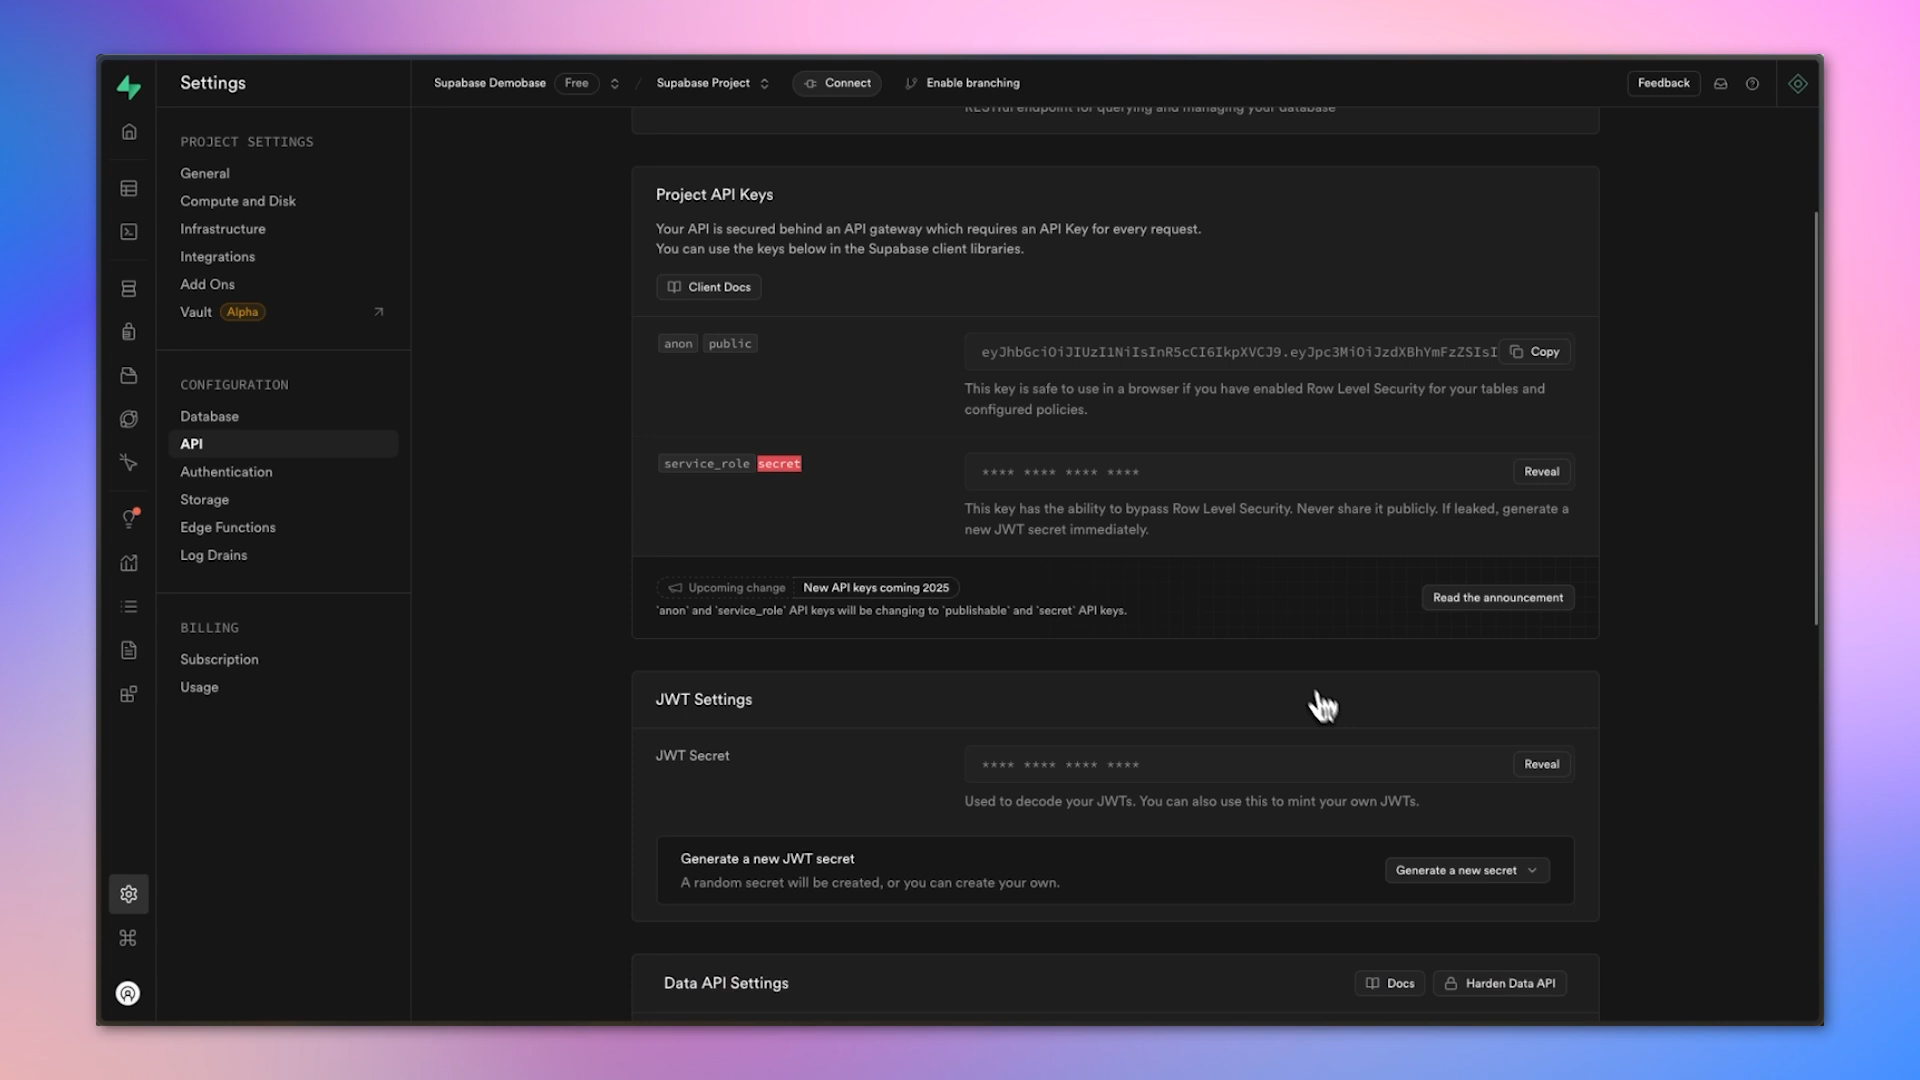 Settings
Supabase Demobase Free / Supabase Project Connect Enable branching
Feedback
PROJECT SETTINGS
General
Compute and Disk
Infrastructure
Integrations
Add Ons
Vault Alpha
CONFIGURATION
Database
API
Authentication
Storage
Edge Functions
Log Drains
BILLING
Subscription
Usage
RESTful endpoint for querying and managing your database
Project API Keys
Your API is secured behind an API gateway which requires an API Key for every request.
You can use the keys below in the Supabase client libraries.
Client Docs
anon public
eyJhbGciOiJIUzI1NiIsInR5cCI6IkpXVCJ9.eyJpc3MiOiJzdXBhYmFzZSIsI Copy
This key is safe to use in a browser if you have enabled Row Level Security for your tables and
configured policies.
service_role secret
**** **** **** **** Reveal
This key has the ability to bypass Row Level Security. Never share it publicly. If leaked, generate a
new JWT secret immediately.
Upcoming change New API keys coming 2025
`anon` and `service_role` API keys will be changing to `publishable` and `secret` API keys.
Read the announcement
JWT Settings
JWT Secret
**** **** **** **** Reveal
Used to decode your JWTs. You can also use this to mint your own JWTs.
Generate a new JWT secret
A random secret will be created, or you can create your own.
Generate a new secret
Data API Settings
Docs
Harden Data API